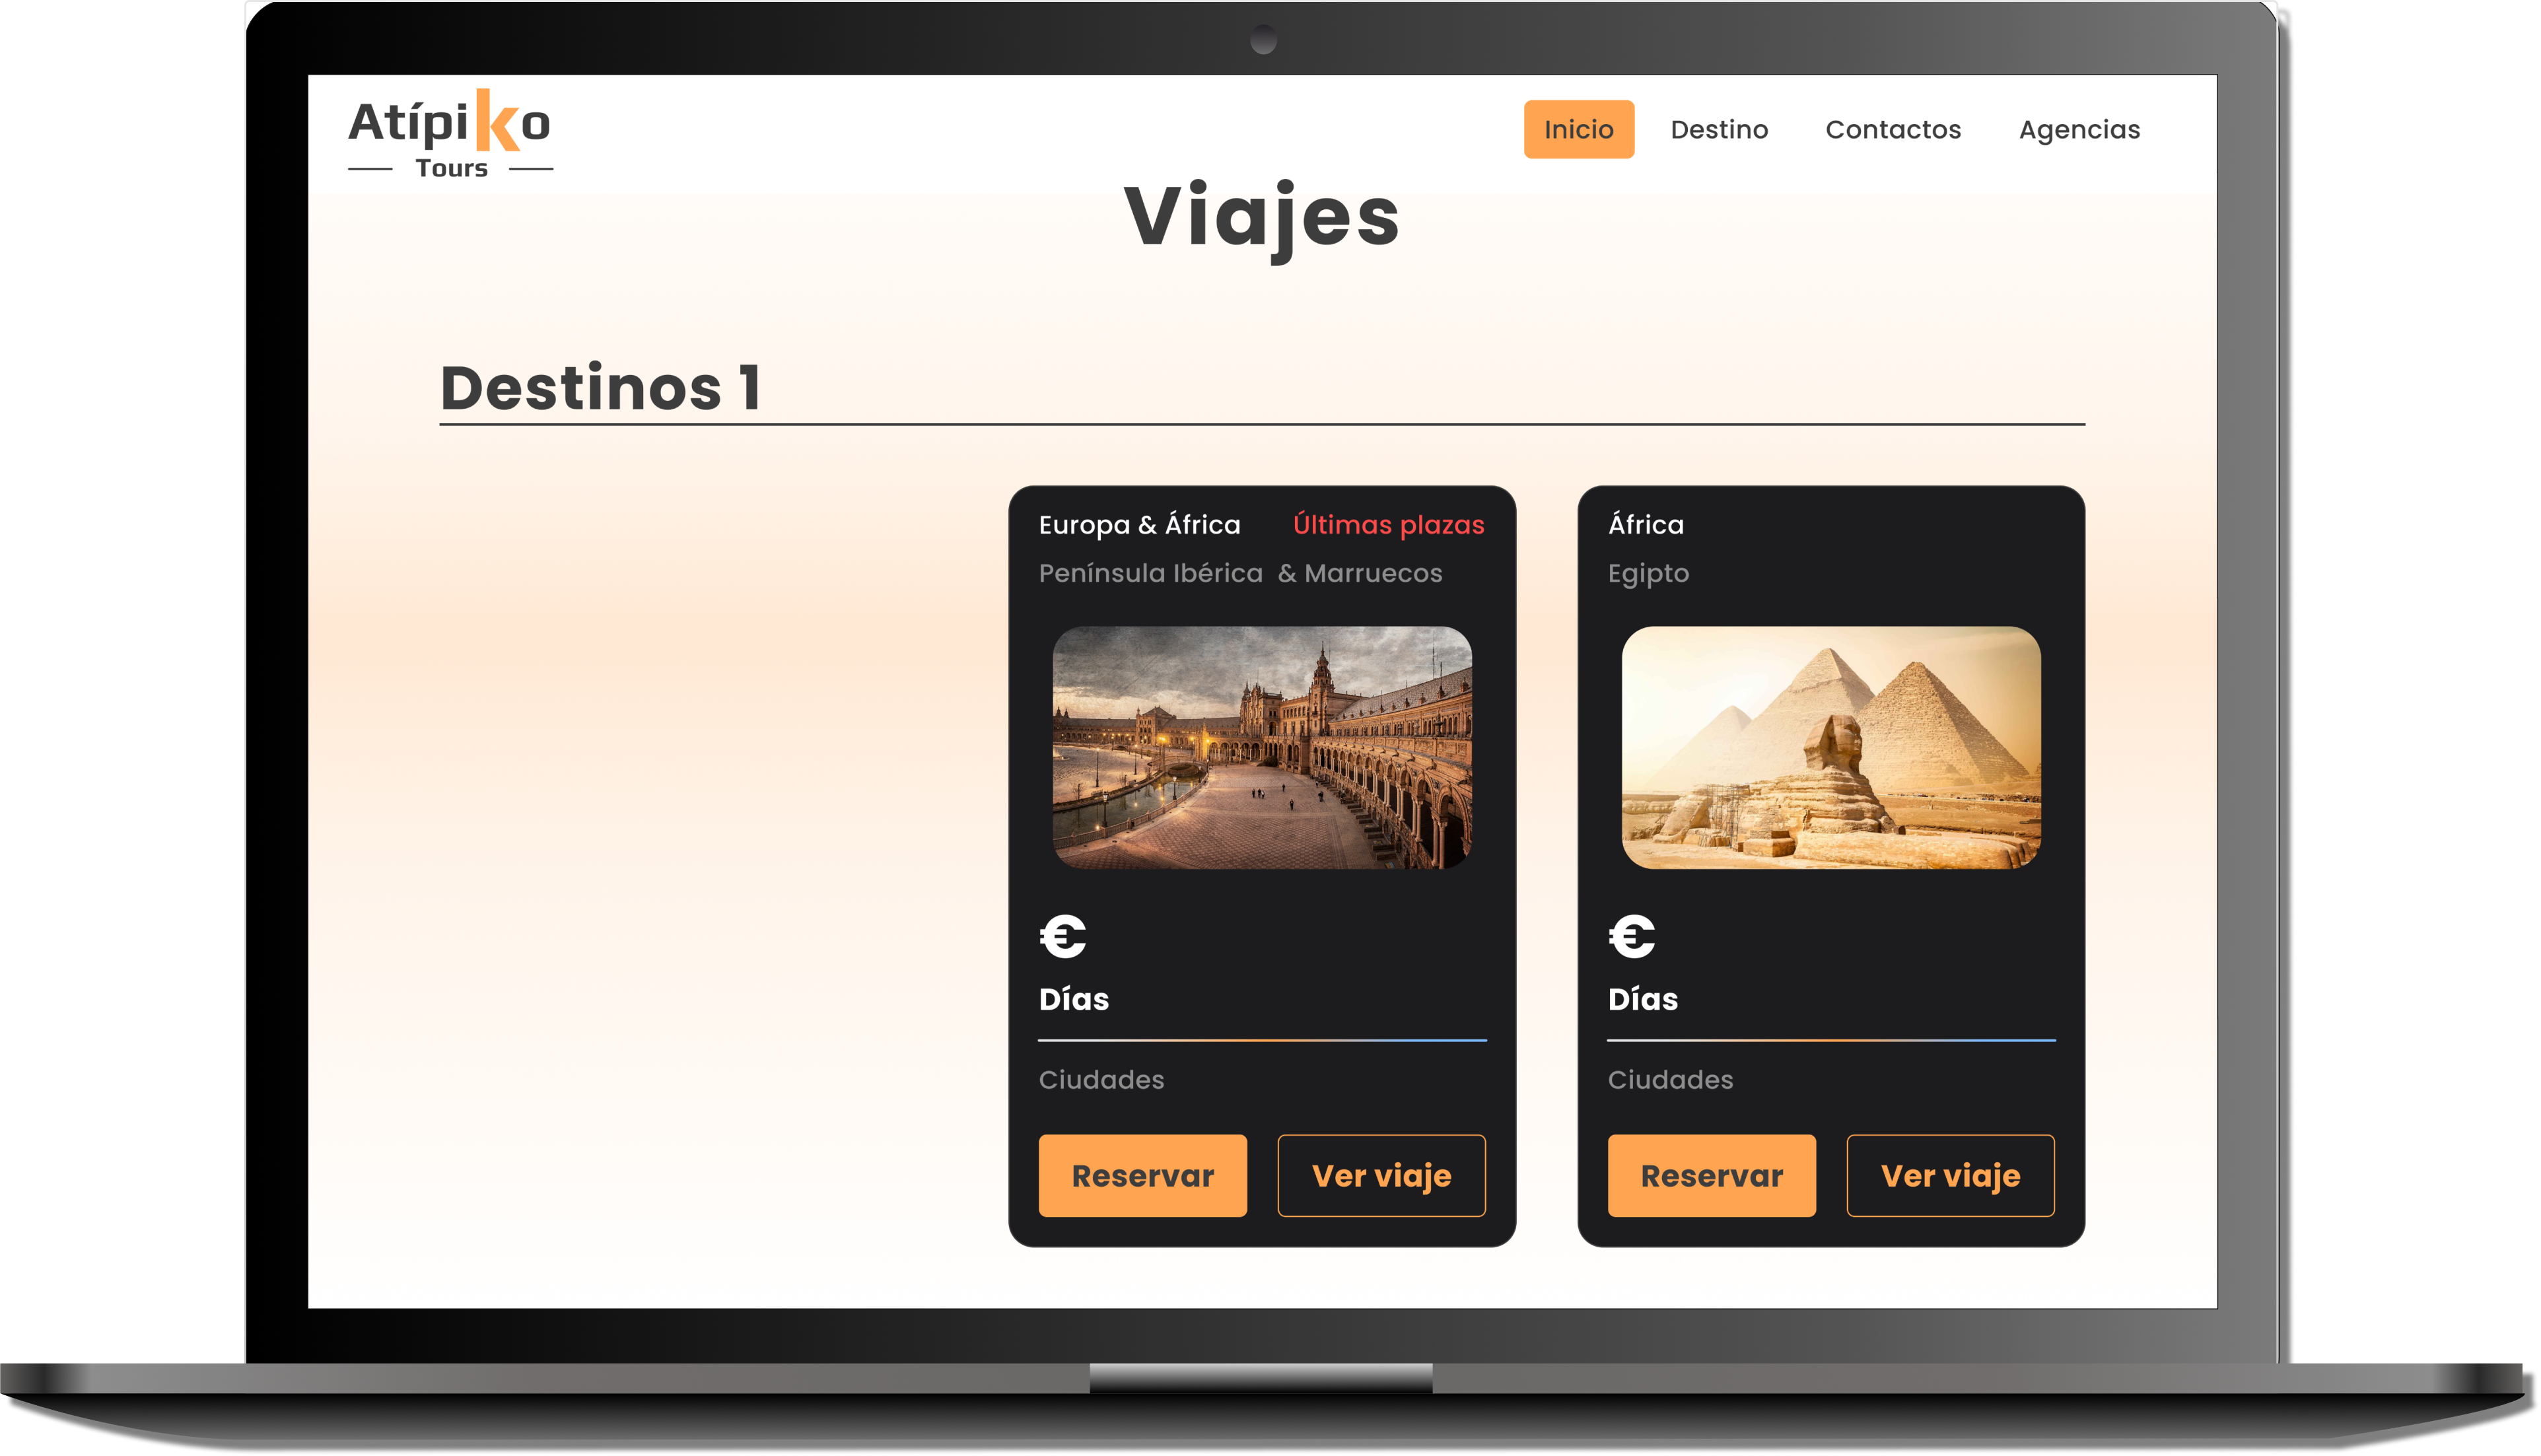 Atípiko
Tours
Inicio Destino Contactos Agencias
Viajes
Destinos 1
Europa & África Últimas plazas
Península Ibérica & Marruecos
€
Días
Ciudades
Reservar Ver viaje
África
Egipto
€
Días
Ciudades
Reservar Ver viaje